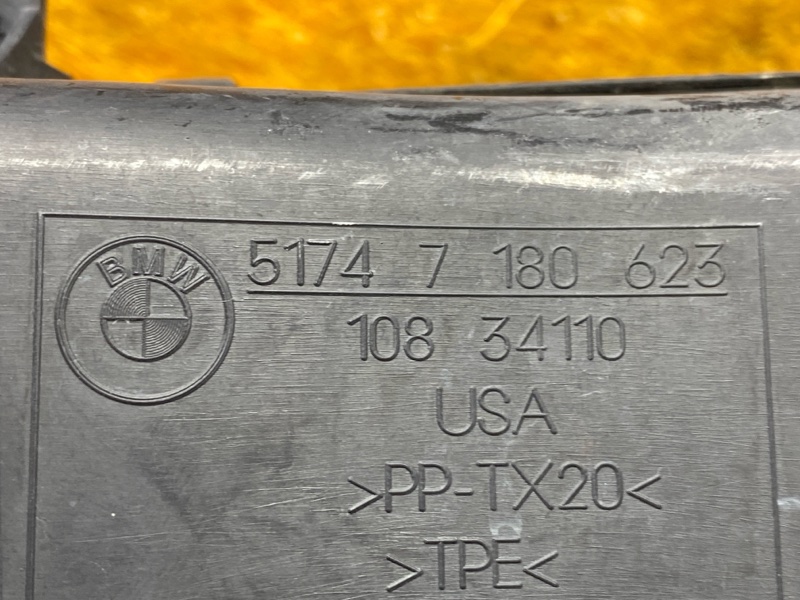 BMW
5174 7 180 623
108 34110
USA
>PP-TX20<
>TPE<